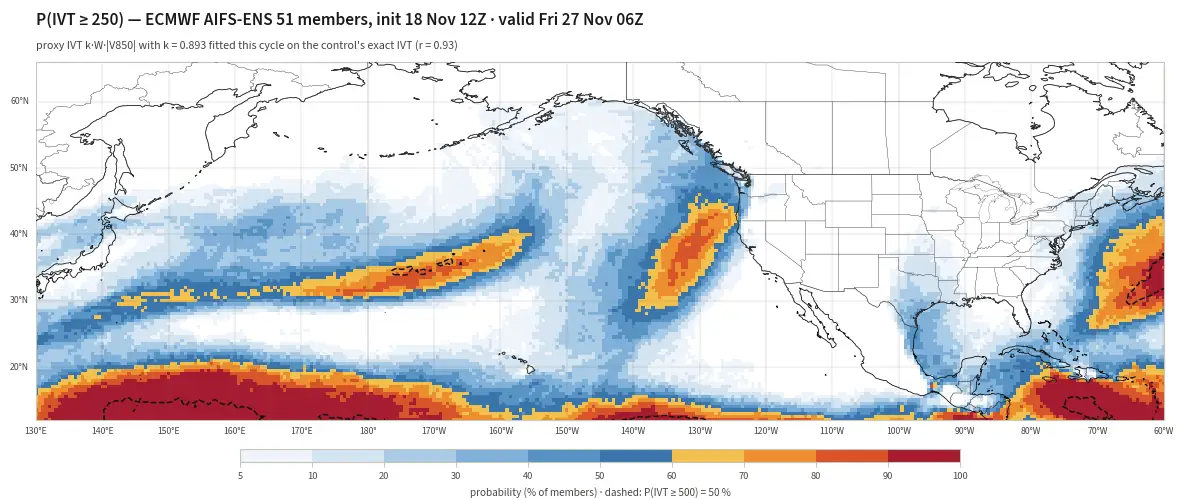 P(IVT ≥ 250) — ECMWF AIFS-ENS 51 members, init 18 Nov 12Z · valid Fri 27 Nov 06Z
proxy IVT k·W·|V850| with k = 0.893 fitted this cycle on the control's exact IVT (r = 0.93)
60°N
50°N
40°N
30°N
20°N
130°E 140°E 150°E 160°E 180° 170°W 160°W 150°W 140°W 130°W 120°W 110°W 100°W 90°W 80°W 70°W 60°W
5 10 20 30 40 50 60 70 80 90 100
probability (% of members) · dashed: P(IVT ≥ 500) = 50 %